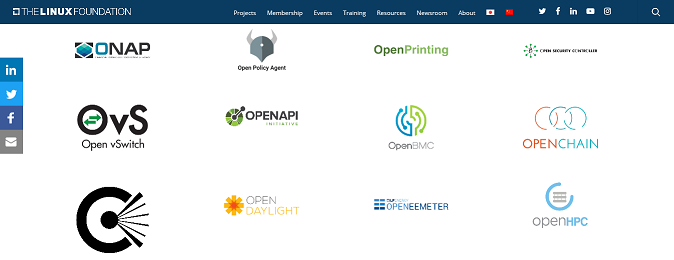 THE LINUX FOUNDATION
Projects Membership Events Training Resources Newsroom About
ONAP
Open Policy Agent
OpenPrinting
OPEN SECURITY CONTROLLER
OvS
Open vSwitch
OPENAPI
INITIATIVE
OpenBMC
OPENCHAIN
OPEN
DAYLIGHT
OPENEEMETER
openHPC